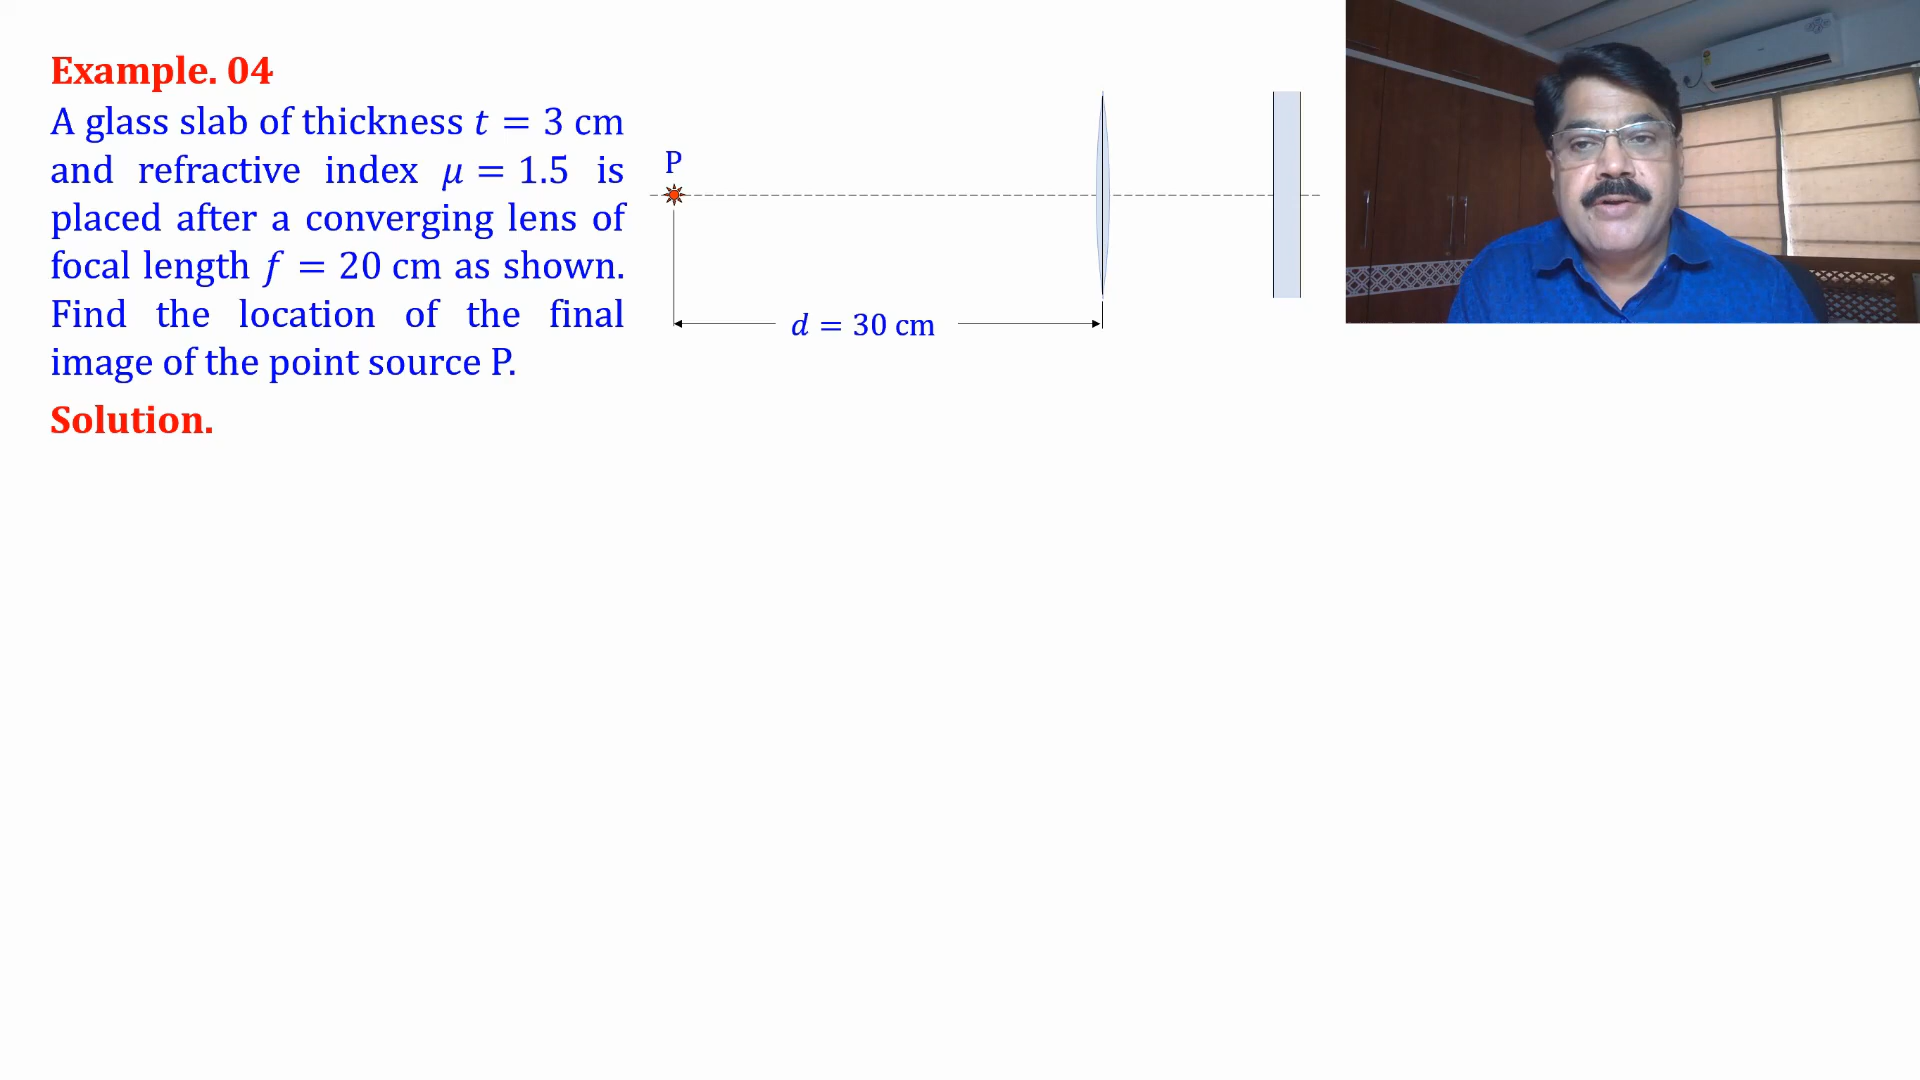 Example. 04
A glass slab of thickness t = 3 cm
and refractive index μ = 1.5 is
placed after a converging lens of
focal length f = 20 cm as shown.
Find the location of the final
image of the point source P.
Solution.
P
d = 30 cm